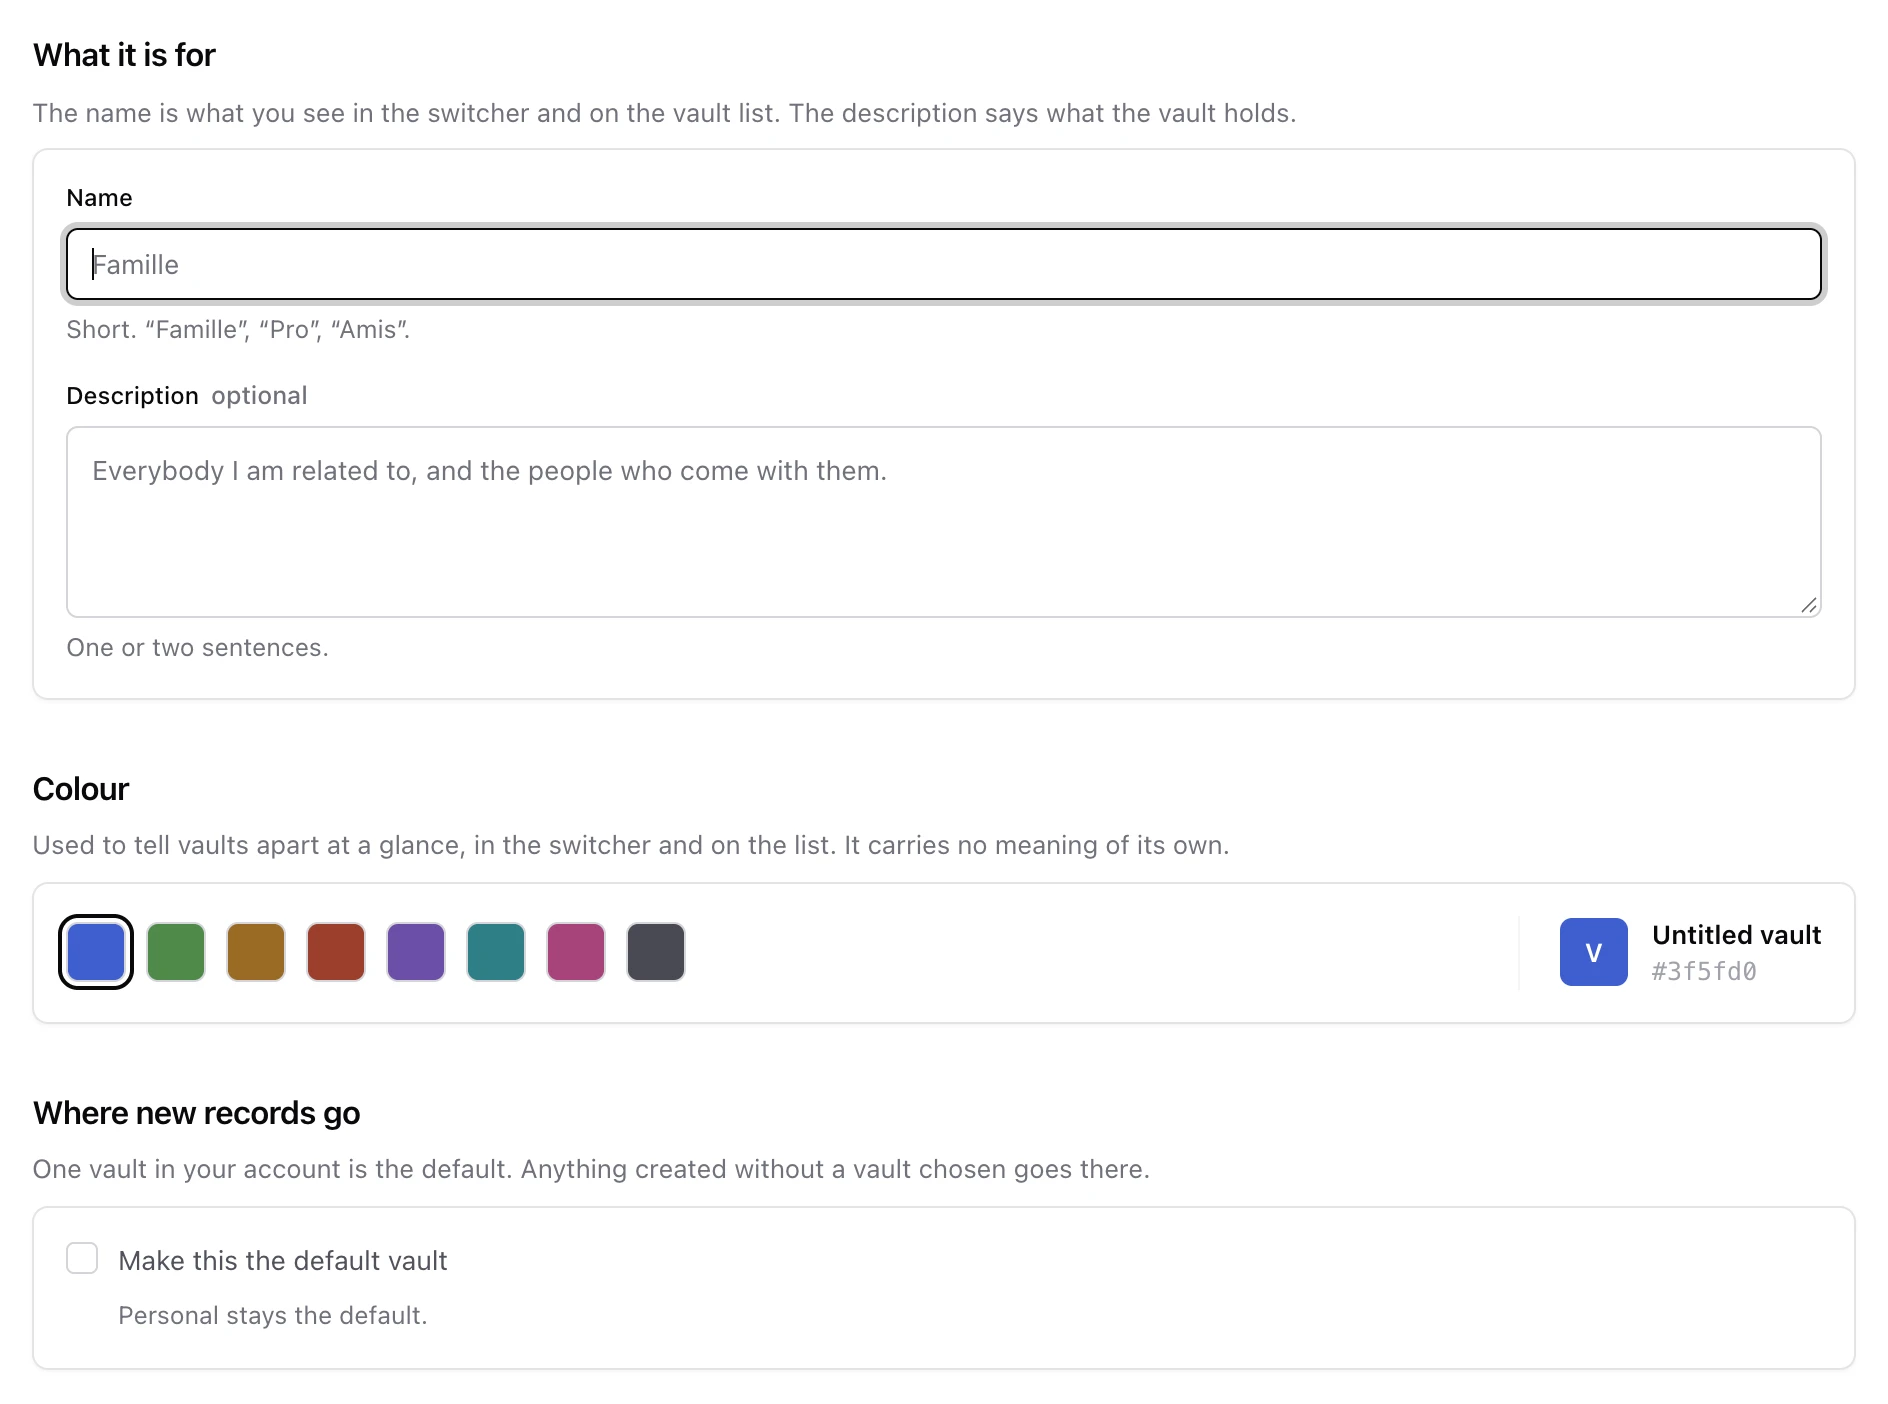 What it is for
The name is what you see in the switcher and on the vault list. The description says what the vault holds.
Name
Famille
Short. “Famille”, “Pro”, “Amis”.
Description optional
Everybody I am related to, and the people who come with them.
One or two sentences.
Colour
Used to tell vaults apart at a glance, in the switcher and on the list. It carries no meaning of its own.
V
Untitled vault
#3f5fd0
Where new records go
One vault in your account is the default. Anything created without a vault chosen goes there.
Make this the default vault
Personal stays the default.